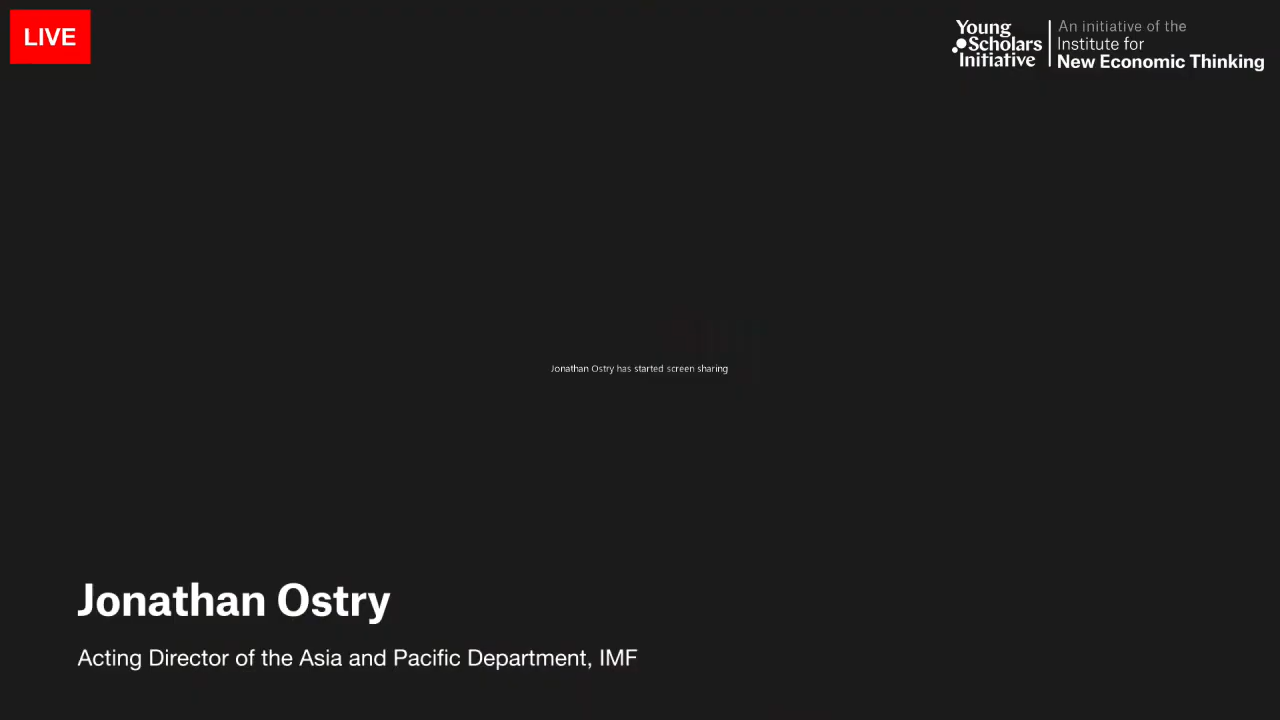 LIVE
Young
Scholars
Initiative
An initiative of the
Institute for
New Economic Thinking
Jonathan Ostry has started screen sharing
Jonathan Ostry
Acting Director of the Asia and Pacific Department, IMF